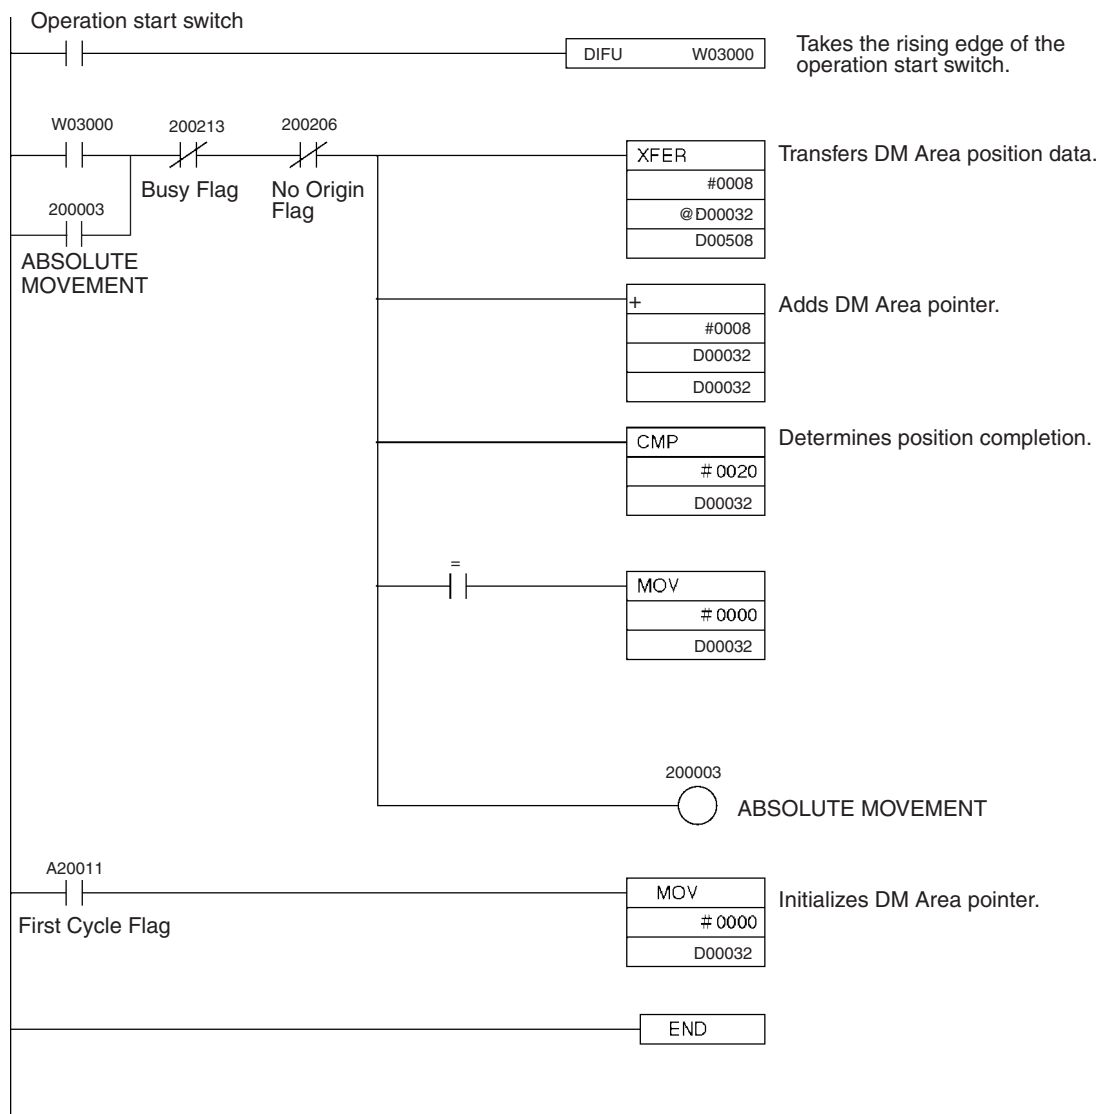 Operation start switch
DIFU W03000
Takes the rising edge of the
operation start switch.
W03000
200213
200206
Busy Flag
No Origin
Flag
200003
ABSOLUTE
MOVEMENT
XFER
#0008
@D00032
D00508
Transfers DM Area position data.
+
#0008
D00032
D00032
Adds DM Area pointer.
CMP
#0020
D00032
Determines position completion.
=
MOV
#0000
D00032
200003
ABSOLUTE MOVEMENT
A20011
First Cycle Flag
MOV
#0000
D00032
Initializes DM Area pointer.
END